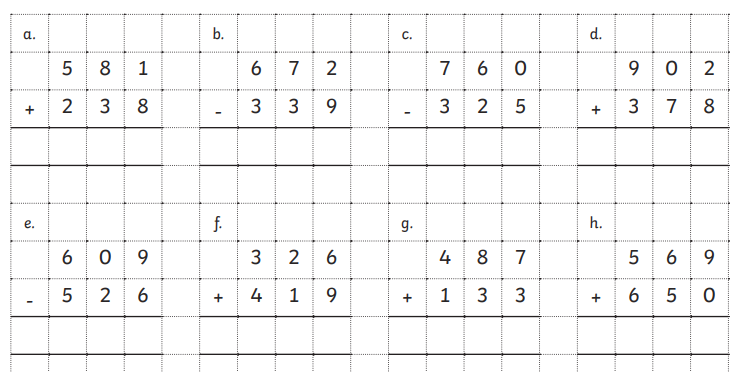 a. b. c. d.
5 8 1 6 7 2 7 6 0 9 0 2
+ 2 3 8 - 3 3 9 - 3 2 5 + 3 7 8
e. f. g. h.
6 0 9 3 2 6 4 8 7 5 6 9
- 5 2 6 + 4 1 9 + 1 3 3 + 6 5 0